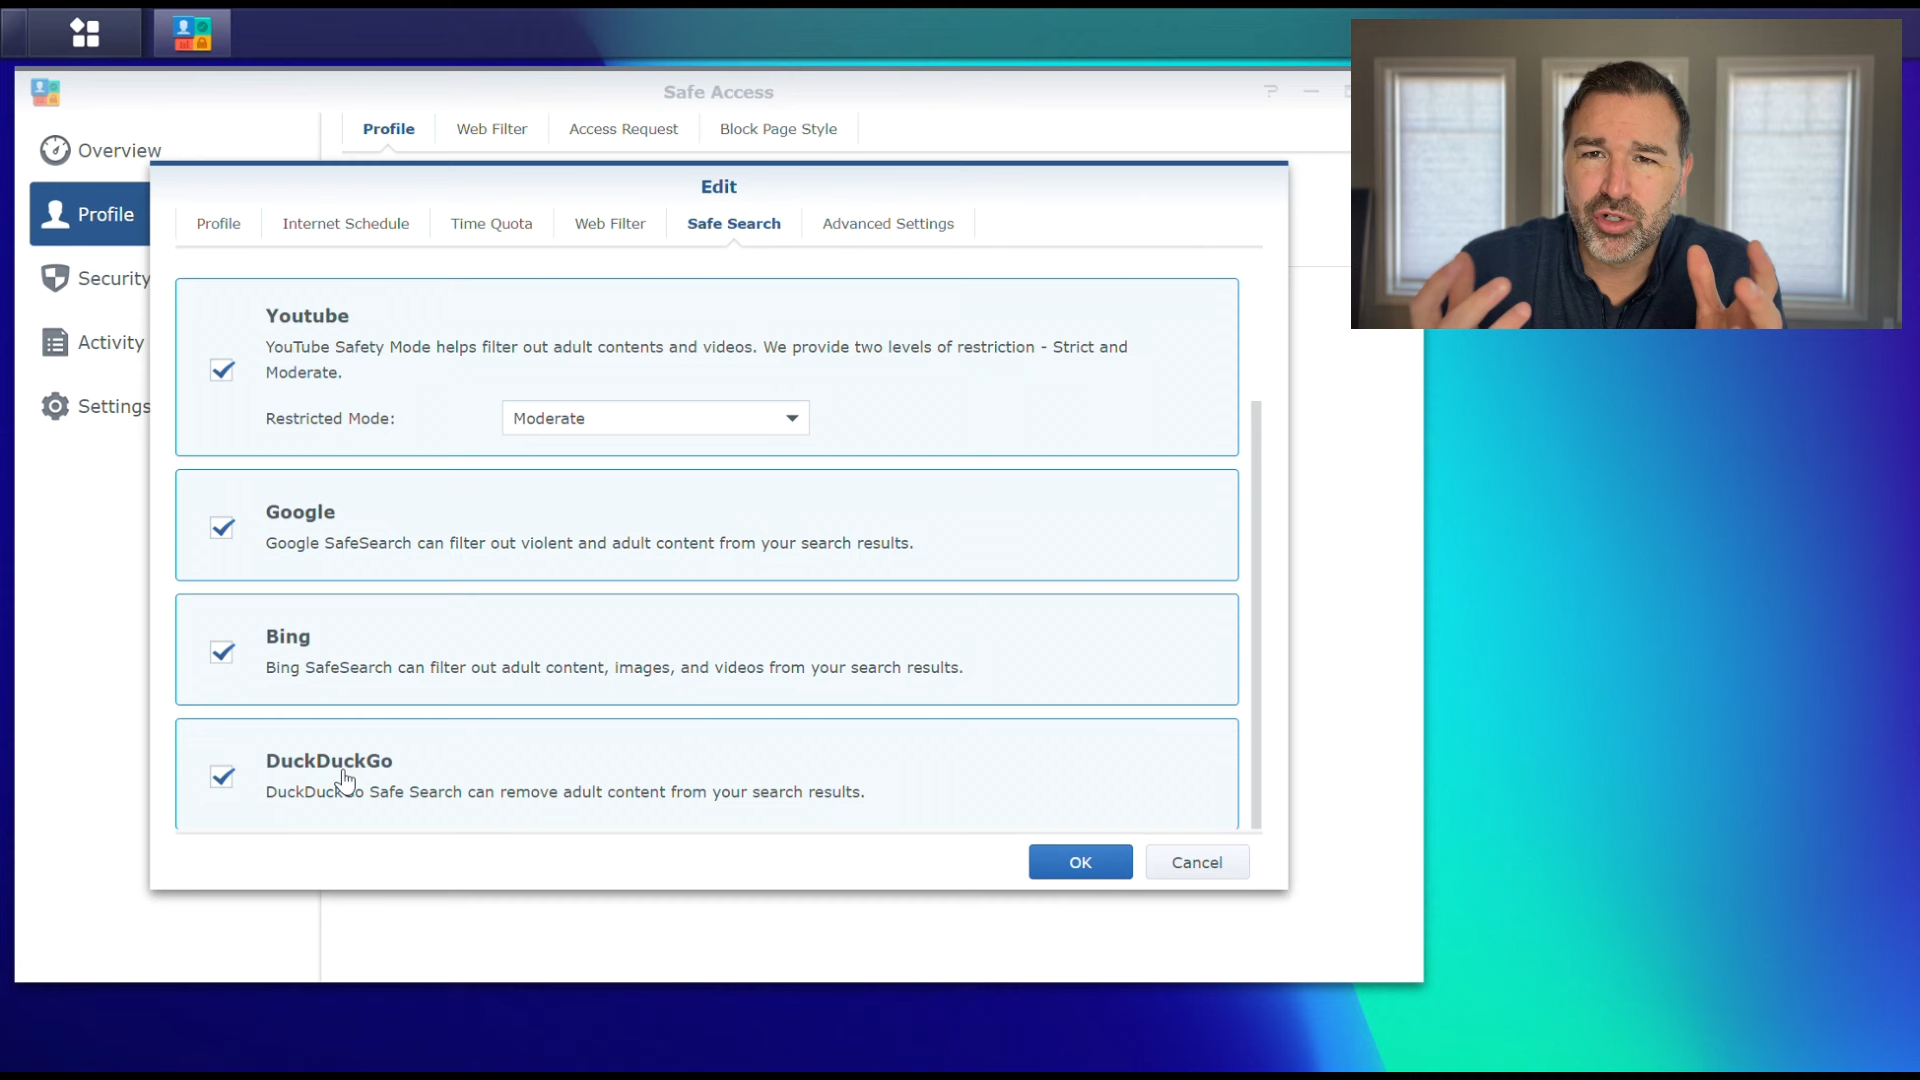 Safe Access
Overview
Profile
Security
Activity
Settings
Profile
Web Filter
Access Request
Block Page Style
Edit
Profile
Internet Schedule
Time Quota
Web Filter
Safe Search
Advanced Settings
Youtube
YouTube Safety Mode helps filter out adult contents and videos. We provide two levels of restriction - Strict and
Moderate.
Restricted Mode:
Moderate
Google
Google SafeSearch can filter out violent and adult content from your search results.
Bing
Bing SafeSearch can filter out adult content, images, and videos from your search results.
DuckDuckGo
DuckDuckGo Safe Search can remove adult content from your search results.
OK
Cancel